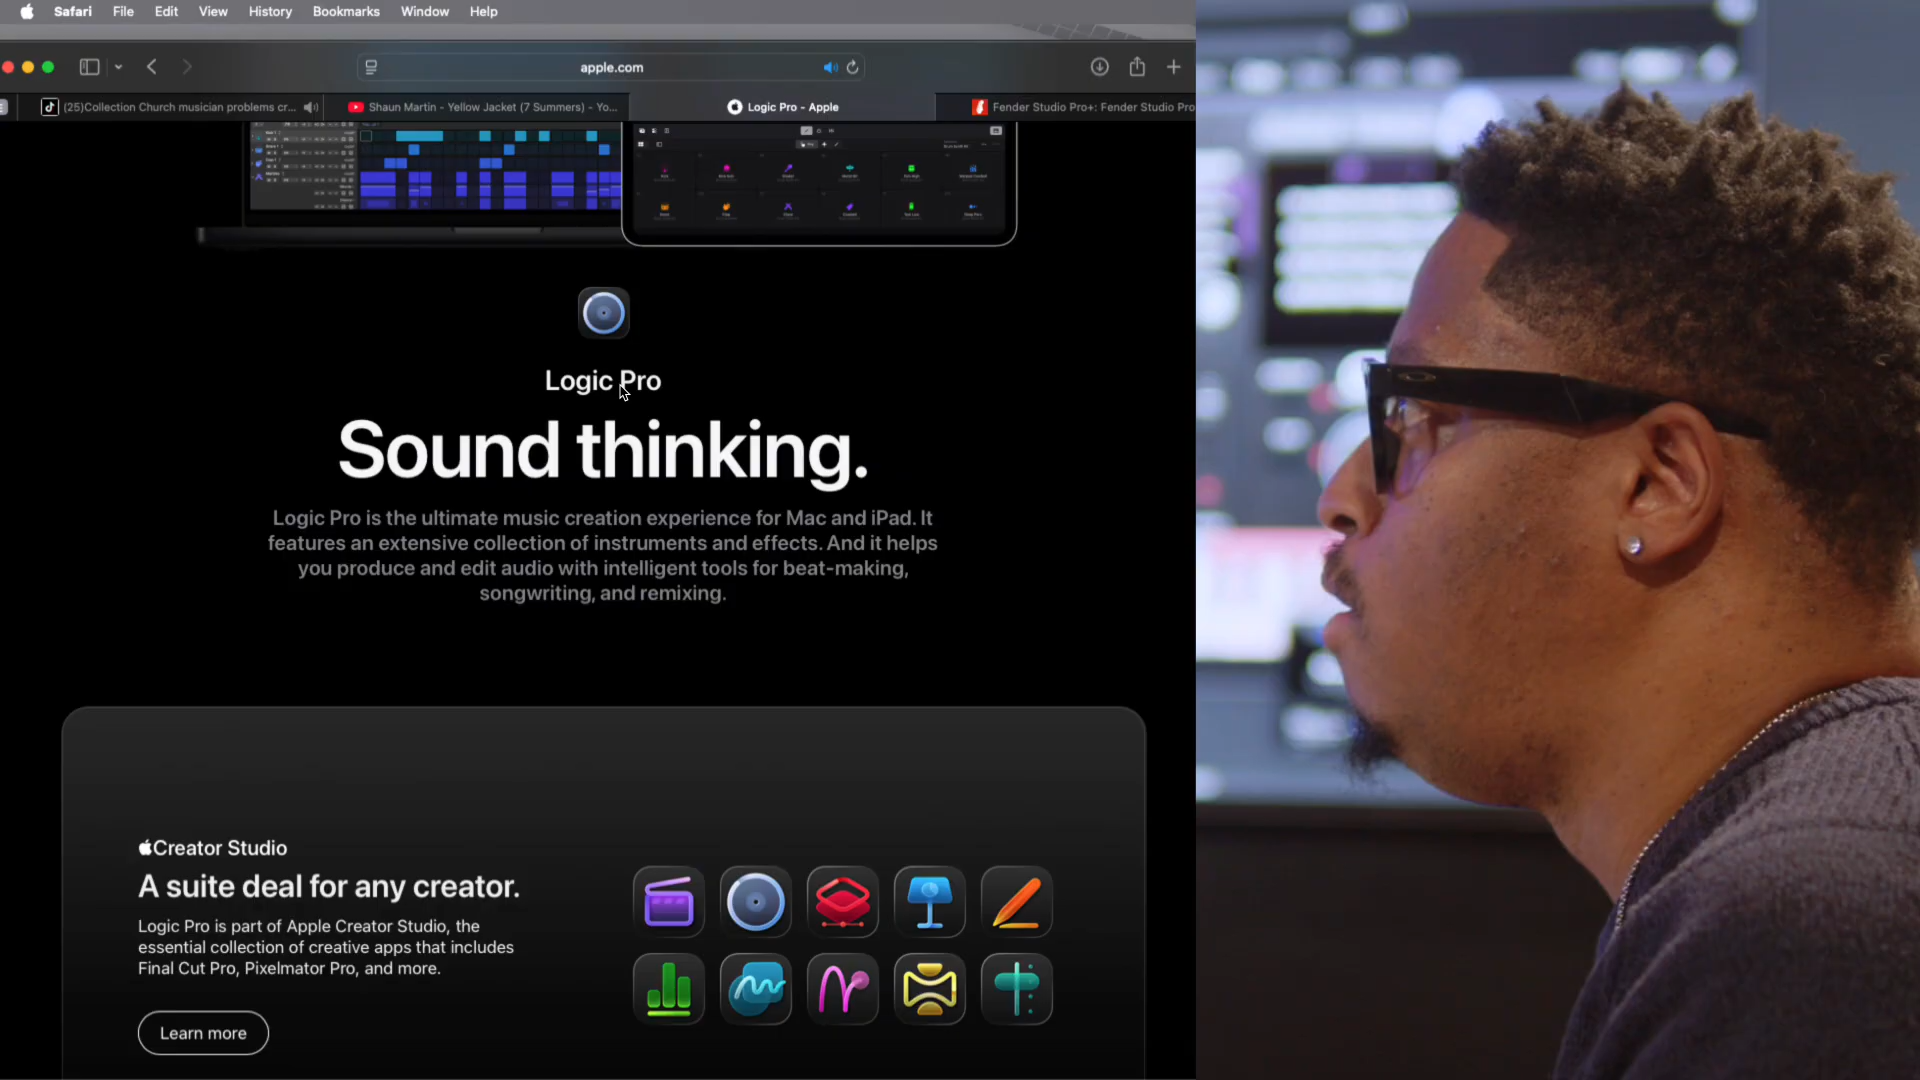 Safari File Edit View History Bookmarks Window Help
apple.com
(25)Collection Church musician problems cr...
Shaun Martin - Yellow Jacket (7 Summers) - Yo...
Logic Pro - Apple
Fender Studio Pro+: Fender Studio Pro
Logic Pro
Sound thinking.
Logic Pro is the ultimate music creation experience for Mac and iPad. It
features an extensive collection of instruments and effects. And it helps
you produce and edit audio with intelligent tools for beat-making,
songwriting, and remixing.
Creator Studio
A suite deal for any creator.
Logic Pro is part of Apple Creator Studio, the
essential collection of creative apps that includes
Final Cut Pro, Pixelmator Pro, and more.
Learn more